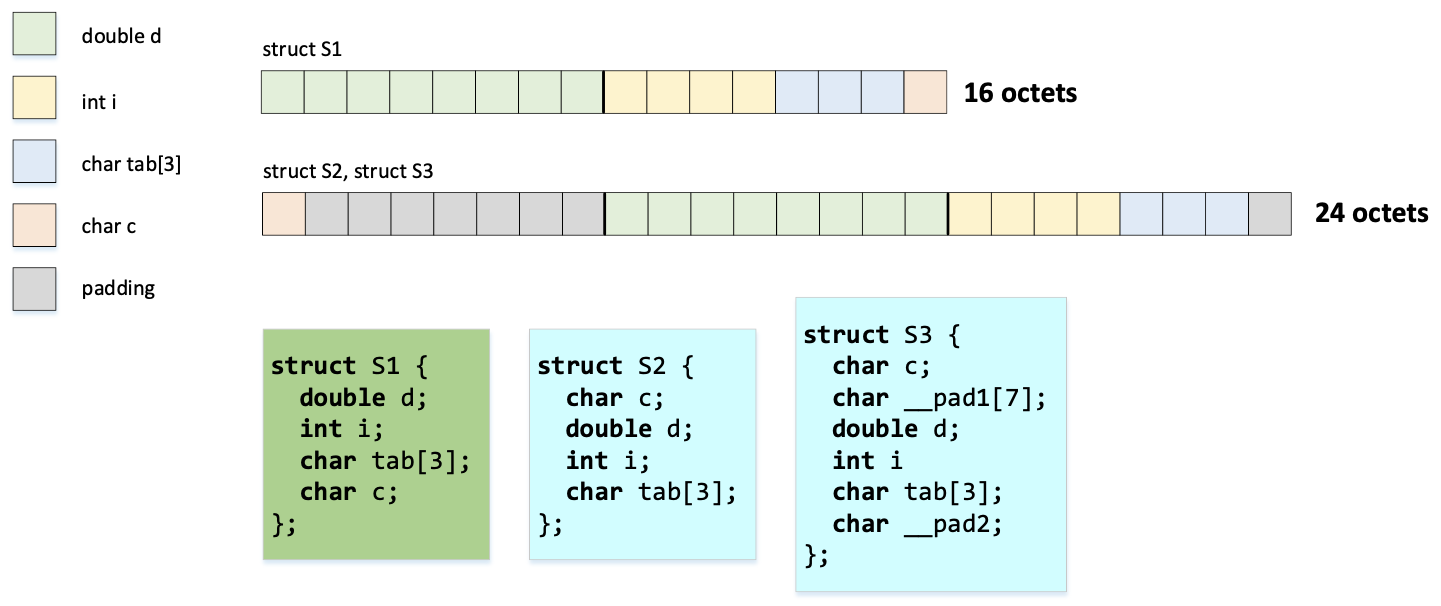 double d
int i
char tab[3]
char c
padding
struct S1
16 octets
struct S2, struct S3
24 octets
struct S1 {
  double d;
  int i;
  char tab[3];
  char c;
};
struct S2 {
  char c;
  double d;
  int i;
  char tab[3];
};
struct S3 {
  char c;
  char __pad1[7];
  double d;
  int i
  char tab[3];
  char __pad2;
};